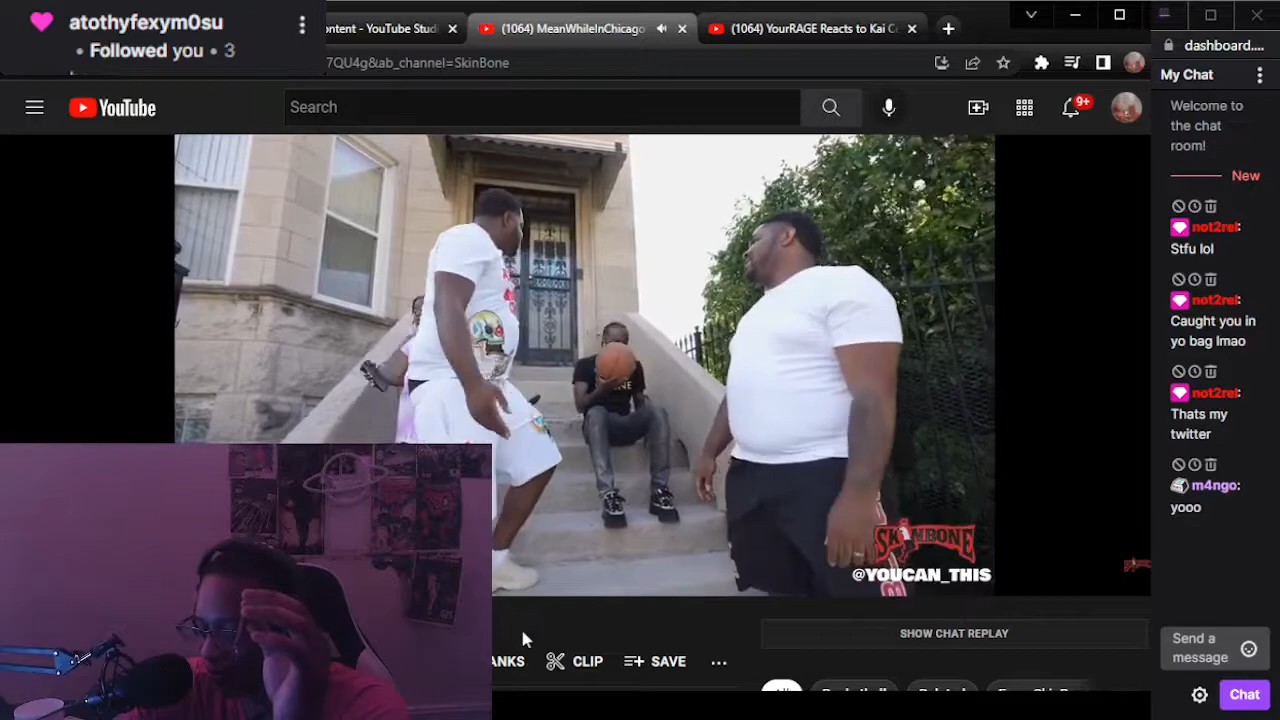 atothyfexym0su
• Followed you • 3
ontent - YouTube Stud
(1064) MeanWhileInChicago
(1064) YourRAGE Reacts to Kai Ce
7QU4g&ab_channel=SkinBone
dashboard....
YouTube
Search
9+
My Chat
Welcome to
the chat
room!
New
not2rel:
Stfu lol
not2rel:
Caught you in
yo bag lmao
not2rel:
Thats my
twitter
m4ngo:
yooo
SKINBONE
@YOUCAN_THIS
SHOW CHAT REPLAY
ANKS
CLIP
SAVE
Send a
message
Chat